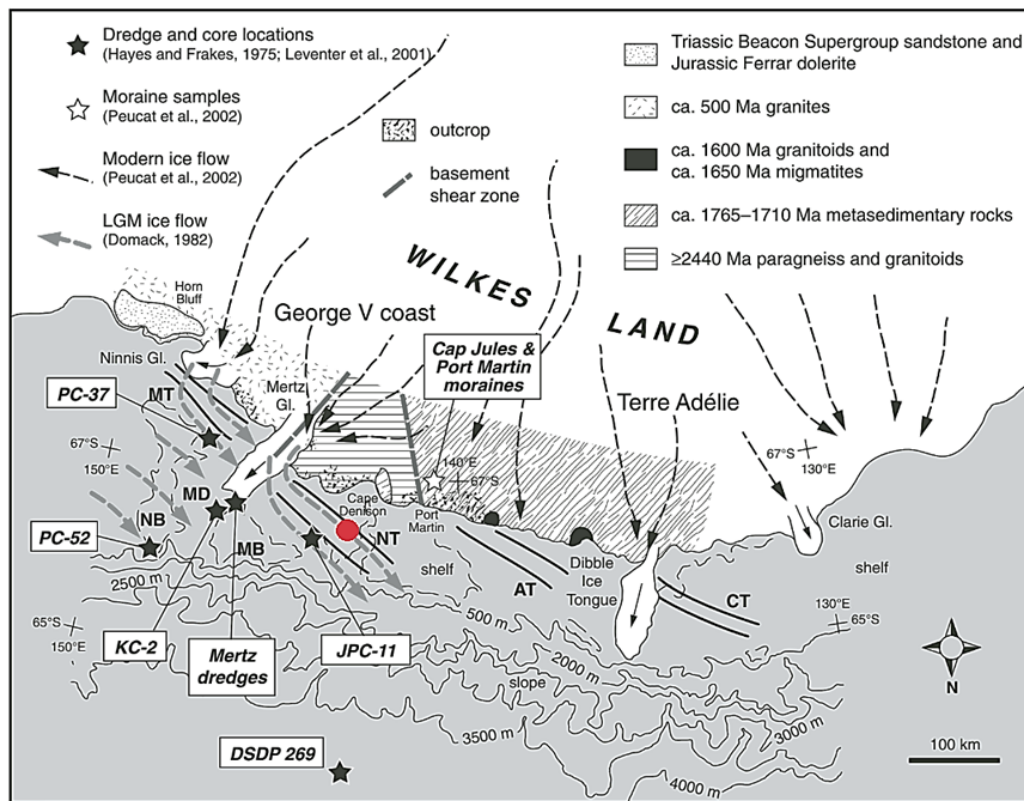 Dredge and core locations
(Hayes and Frakes, 1975; Leventer et al., 2001)
Moraine samples
(Peucat et al., 2002)
Modern ice flow
(Peucat et al., 2002)
LGM ice flow
(Domack, 1982)
outcrop
basement
shear zone
Triassic Beacon Supergroup sandstone and
Jurassic Ferrar dolerite
ca. 500 Ma granites
ca. 1600 Ma granitoids and
ca. 1650 Ma migmatites
ca. 1765–1710 Ma metasedimentary rocks
≥2440 Ma paragneiss and granitoids
WILKES
LAND
Horn
Bluff
George V coast
Cap Jules &
Port Martin
moraines
Ninnis Gl.
Mertz
Gl.
Terre Adélie
PC-37
MT
67°S
150°E
140°E
67°S
67°S
130°E
MD
Cape
Denison
Port
Martin
Clarie Gl.
NB
PC-52
MB
NT
shelf
Dibble
Ice
Tongue
shelf
AT
CT
2500 m
500 m
65°S
150°E
130°E
65°S
KC-2
Mertz
dredges
JPC-11
2000 m
slope
N
3500 m
3000 m
DSDP 269
4000 m
100 km